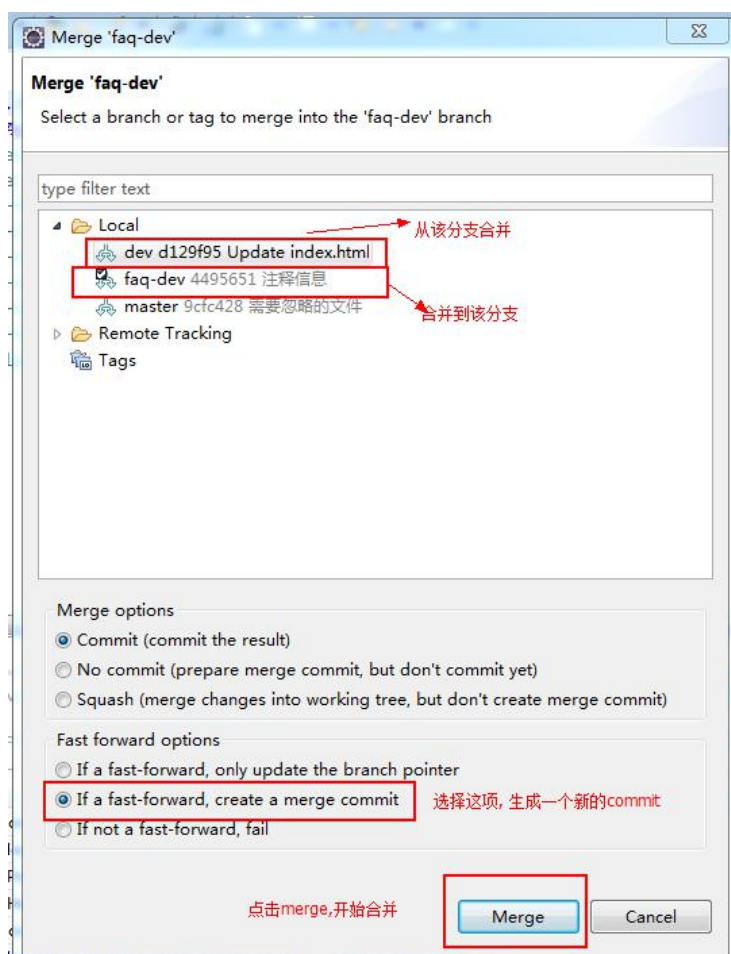 Merge 'faq-dev'
Merge 'faq-dev'
Select a branch or tag to merge into the 'faq-dev' branch
type filter text
Local
从该分支合并
dev d129f95 Update index.html
faq-dev 4495651 注释信息
master 9cfc428 需要忽略的文件
合并到该分支
Remote Tracking
Tags
Merge options
Commit (commit the result)
No commit (prepare merge commit, but don't commit yet)
Squash (merge changes into working tree, but don't create merge commit)
Fast forward options
If a fast-forward, only update the branch pointer
If a fast-forward, create a merge commit
选择这项, 生成一个新的commit
If not a fast-forward, fail
点击merge,开始合并
Merge
Cancel